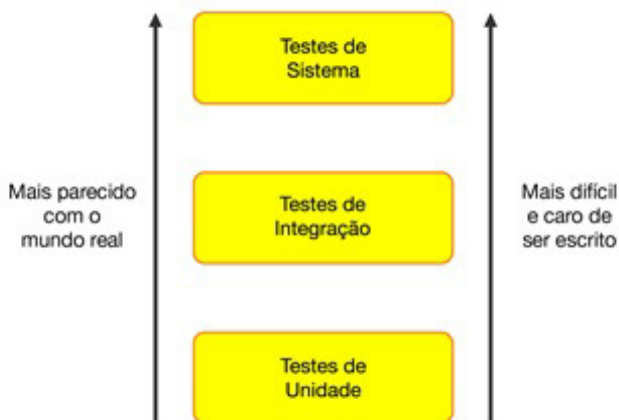 Testes de
Sistema
Mais parecido
com o
mundo real
Testes de
Integração
Mais difícil
e caro de
ser escrito
Testes de
Unidade